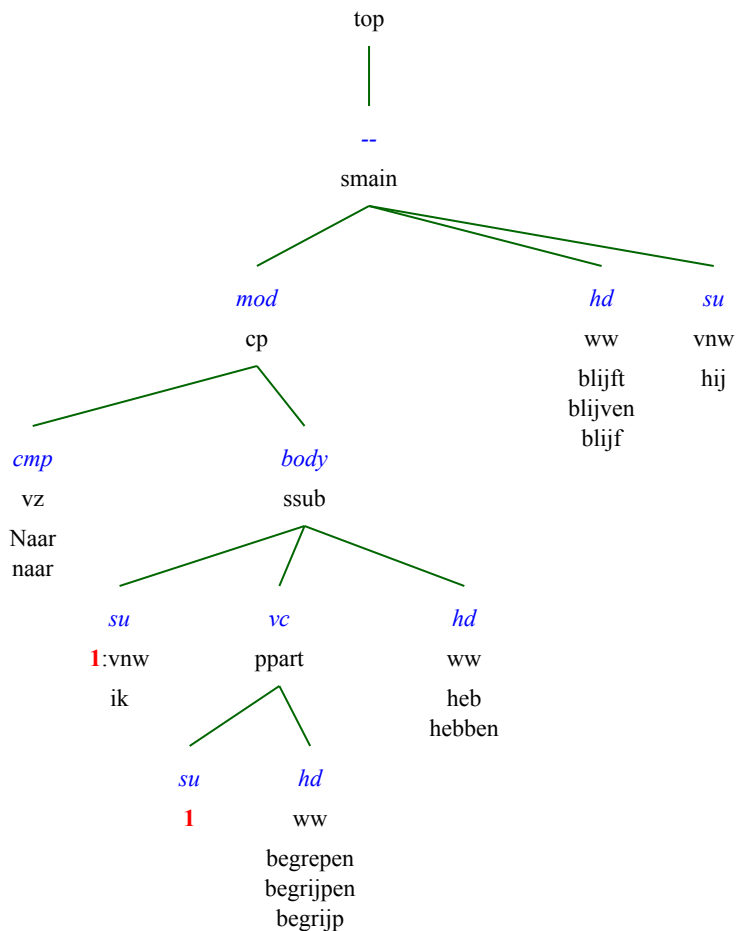 top
--
smain
mod hd su
cp ww vnw
blijft hij
blijven
blijf
cmp body
vz ssub
Naar
naar
su vc hd
1:vnw ppart ww
ik heb
hebben
su hd
1 ww
begrepen
begrijpen
begrijp